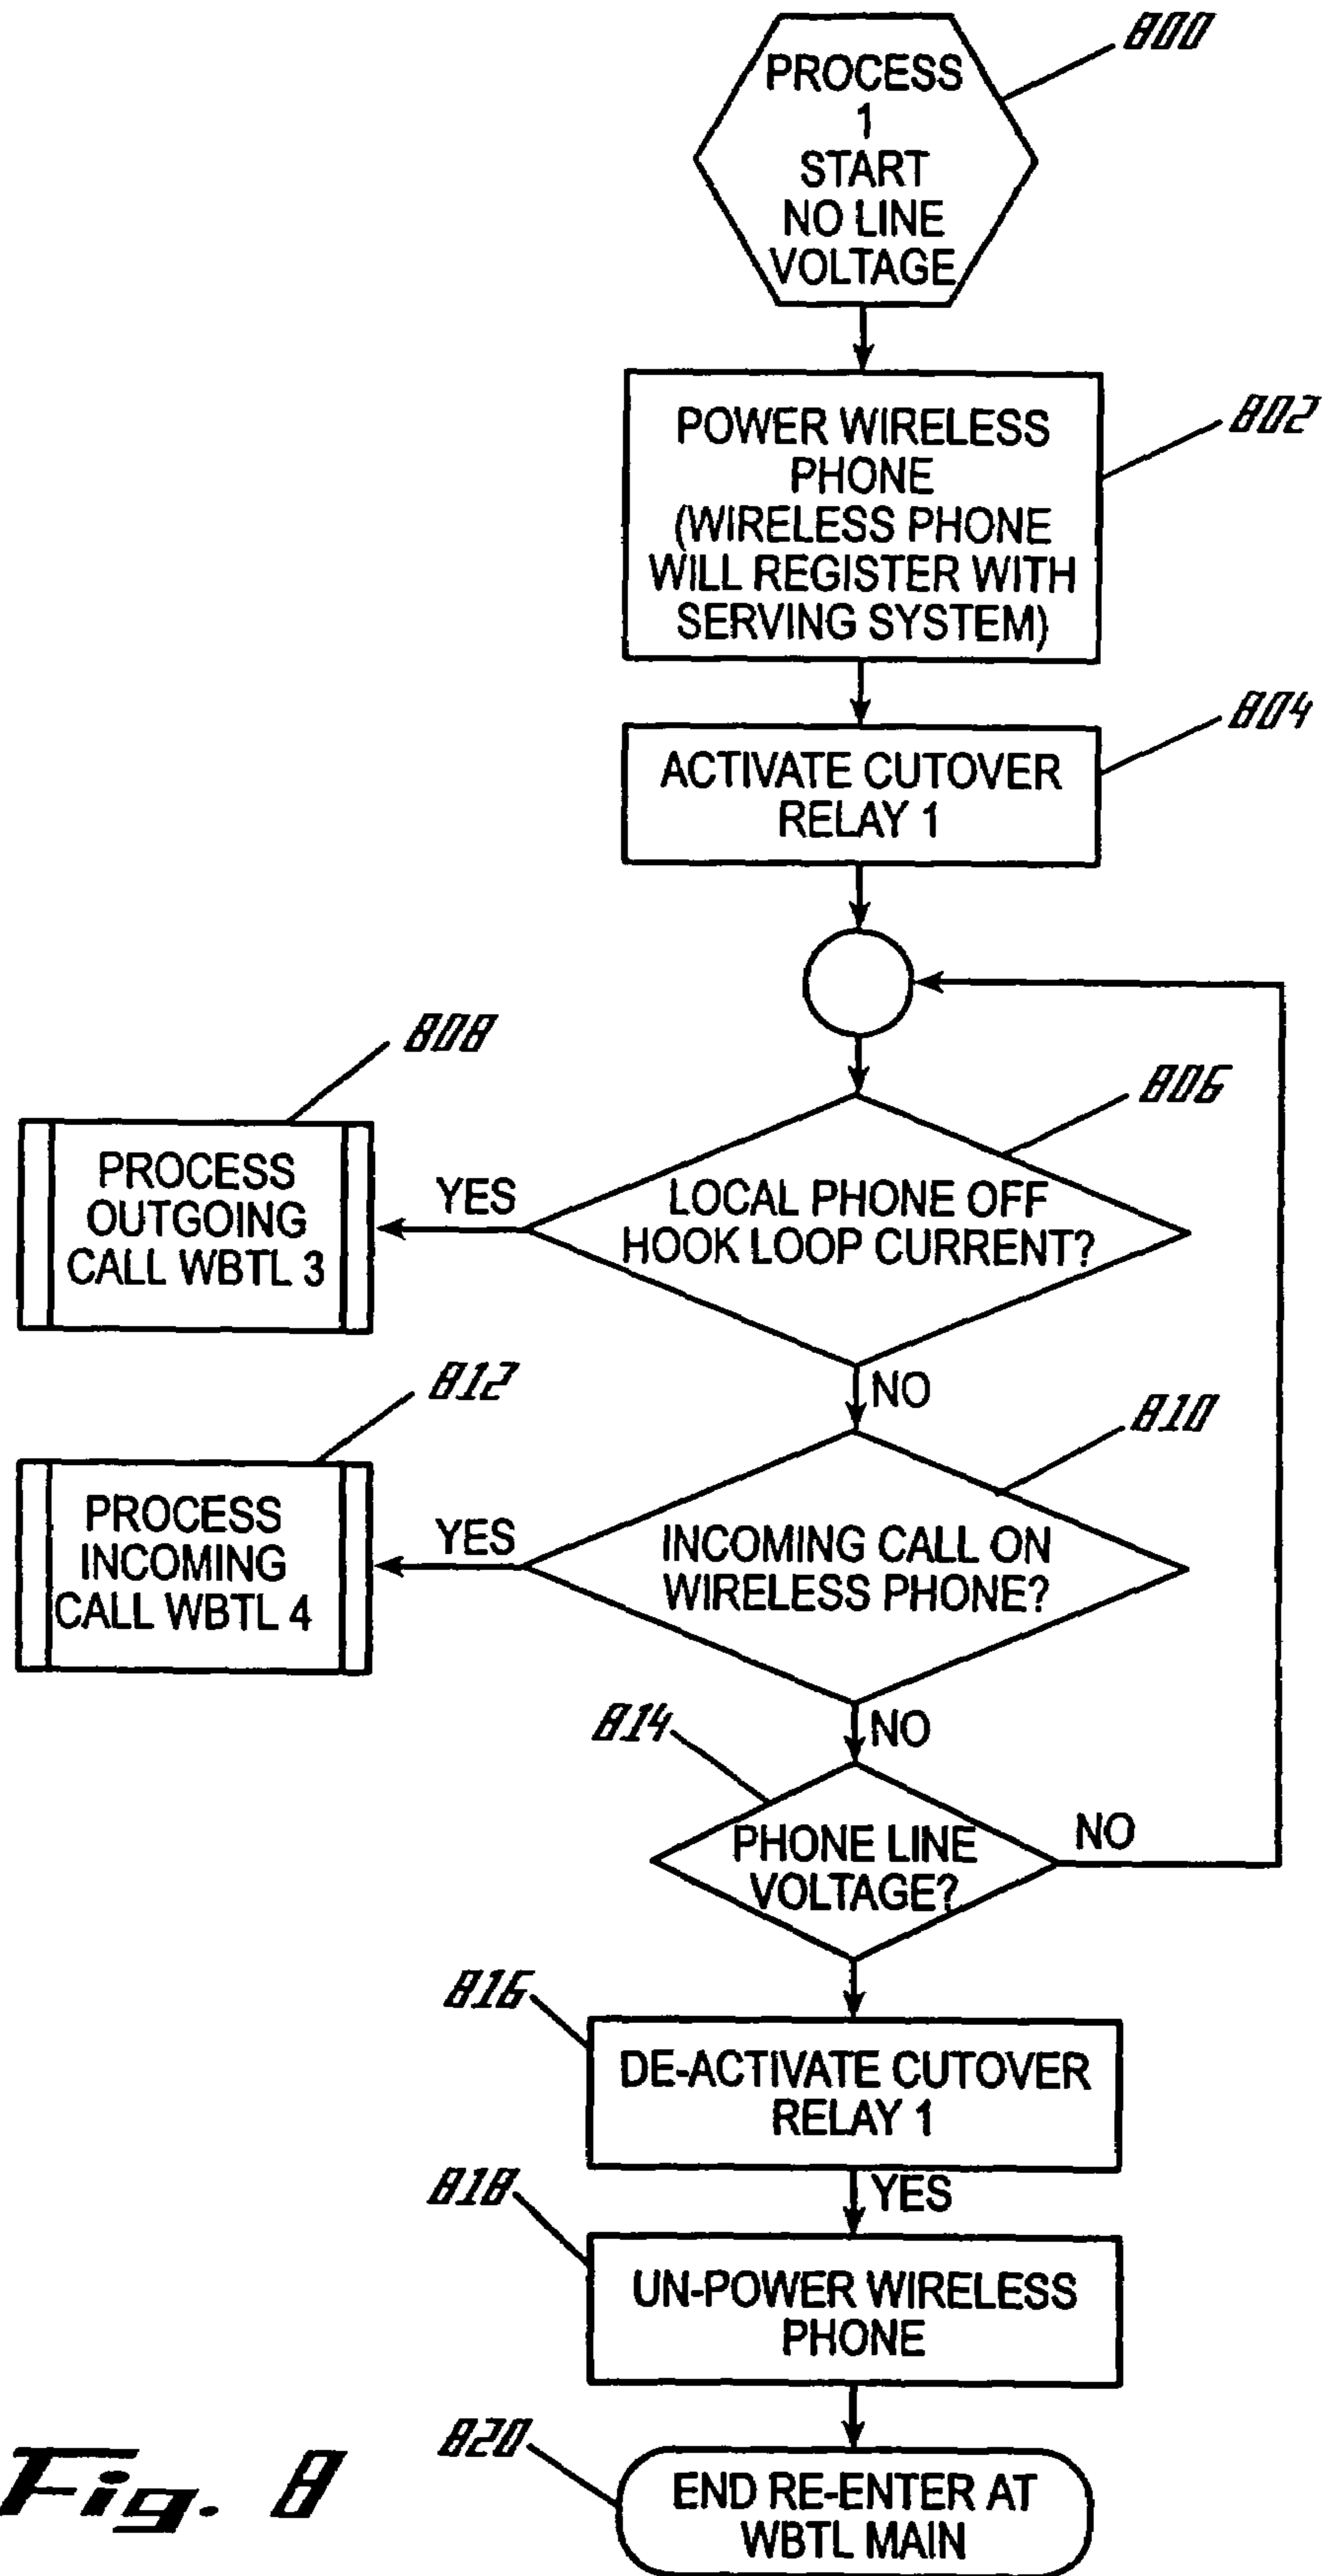 800
PROCESS
1
START
NO LINE
VOLTAGE
802
POWER WIRELESS
PHONE
(WIRELESS PHONE
WILL REGISTER WITH
SERVING SYSTEM)
804
ACTIVATE CUTOVER
RELAY 1
808
PROCESS
OUTGOING
CALL WBTL 3
YES
806
LOCAL PHONE OFF
HOOK LOOP CURRENT?
NO
812
PROCESS
INCOMING
CALL WBTL 4
YES
810
INCOMING CALL ON
WIRELESS PHONE?
NO
814
PHONE LINE
VOLTAGE?
NO
816
DE-ACTIVATE CUTOVER
RELAY 1
YES
818
UN-POWER WIRELESS
PHONE
820
END RE-ENTER AT
WBTL MAIN
Fig. 8